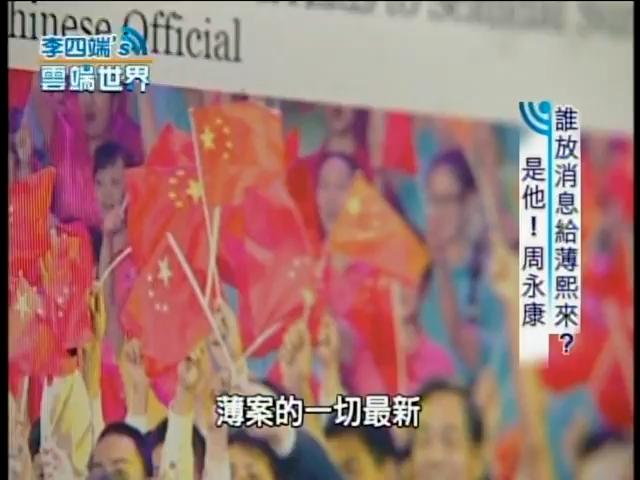 hinese Official
李四端's
雲端世界
誰放消息給薄熙來?
是他!周永康
薄案的一切最新